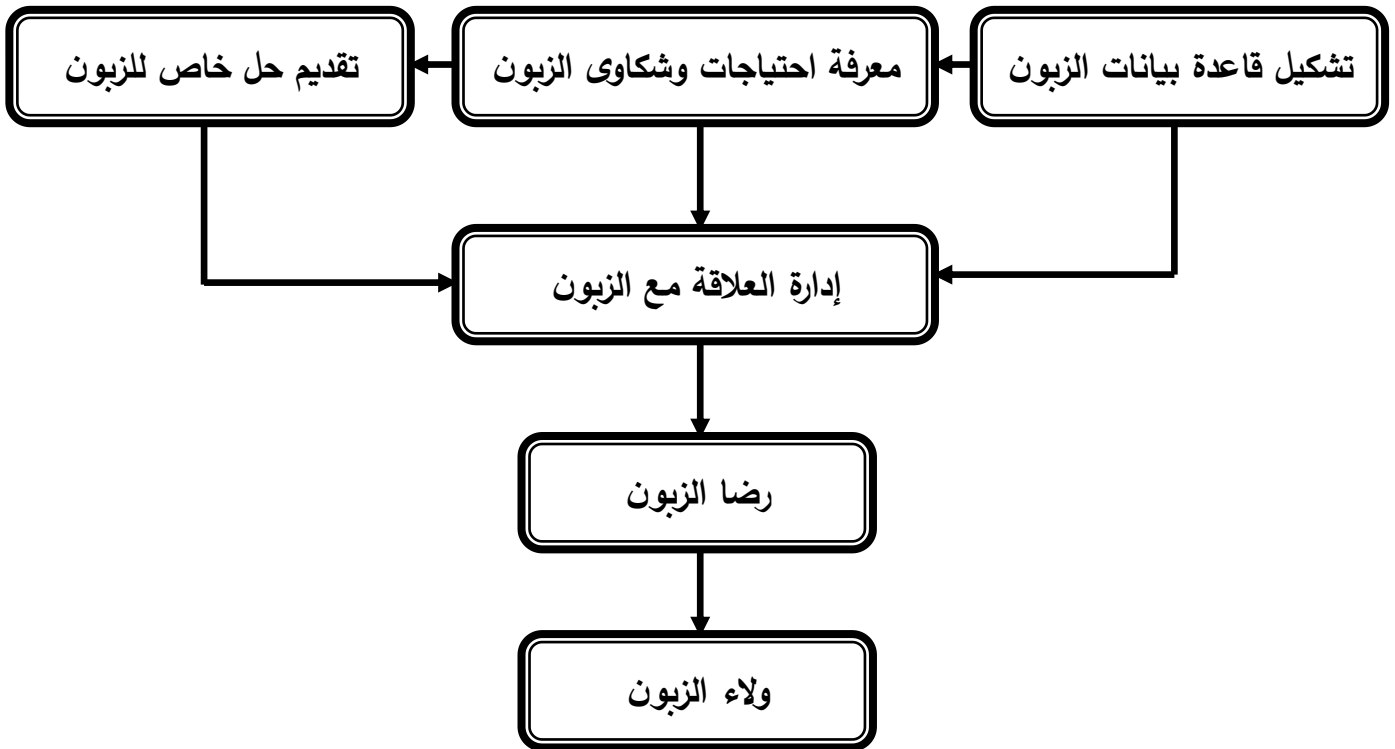 تشكيل قاعدة بيانات الزبون
معرفة احتياجات وشكاوى الزبون
تقديم حل خاص للزبون
إدارة العلاقة مع الزبون
رضا الزبون
ولاء الزبون